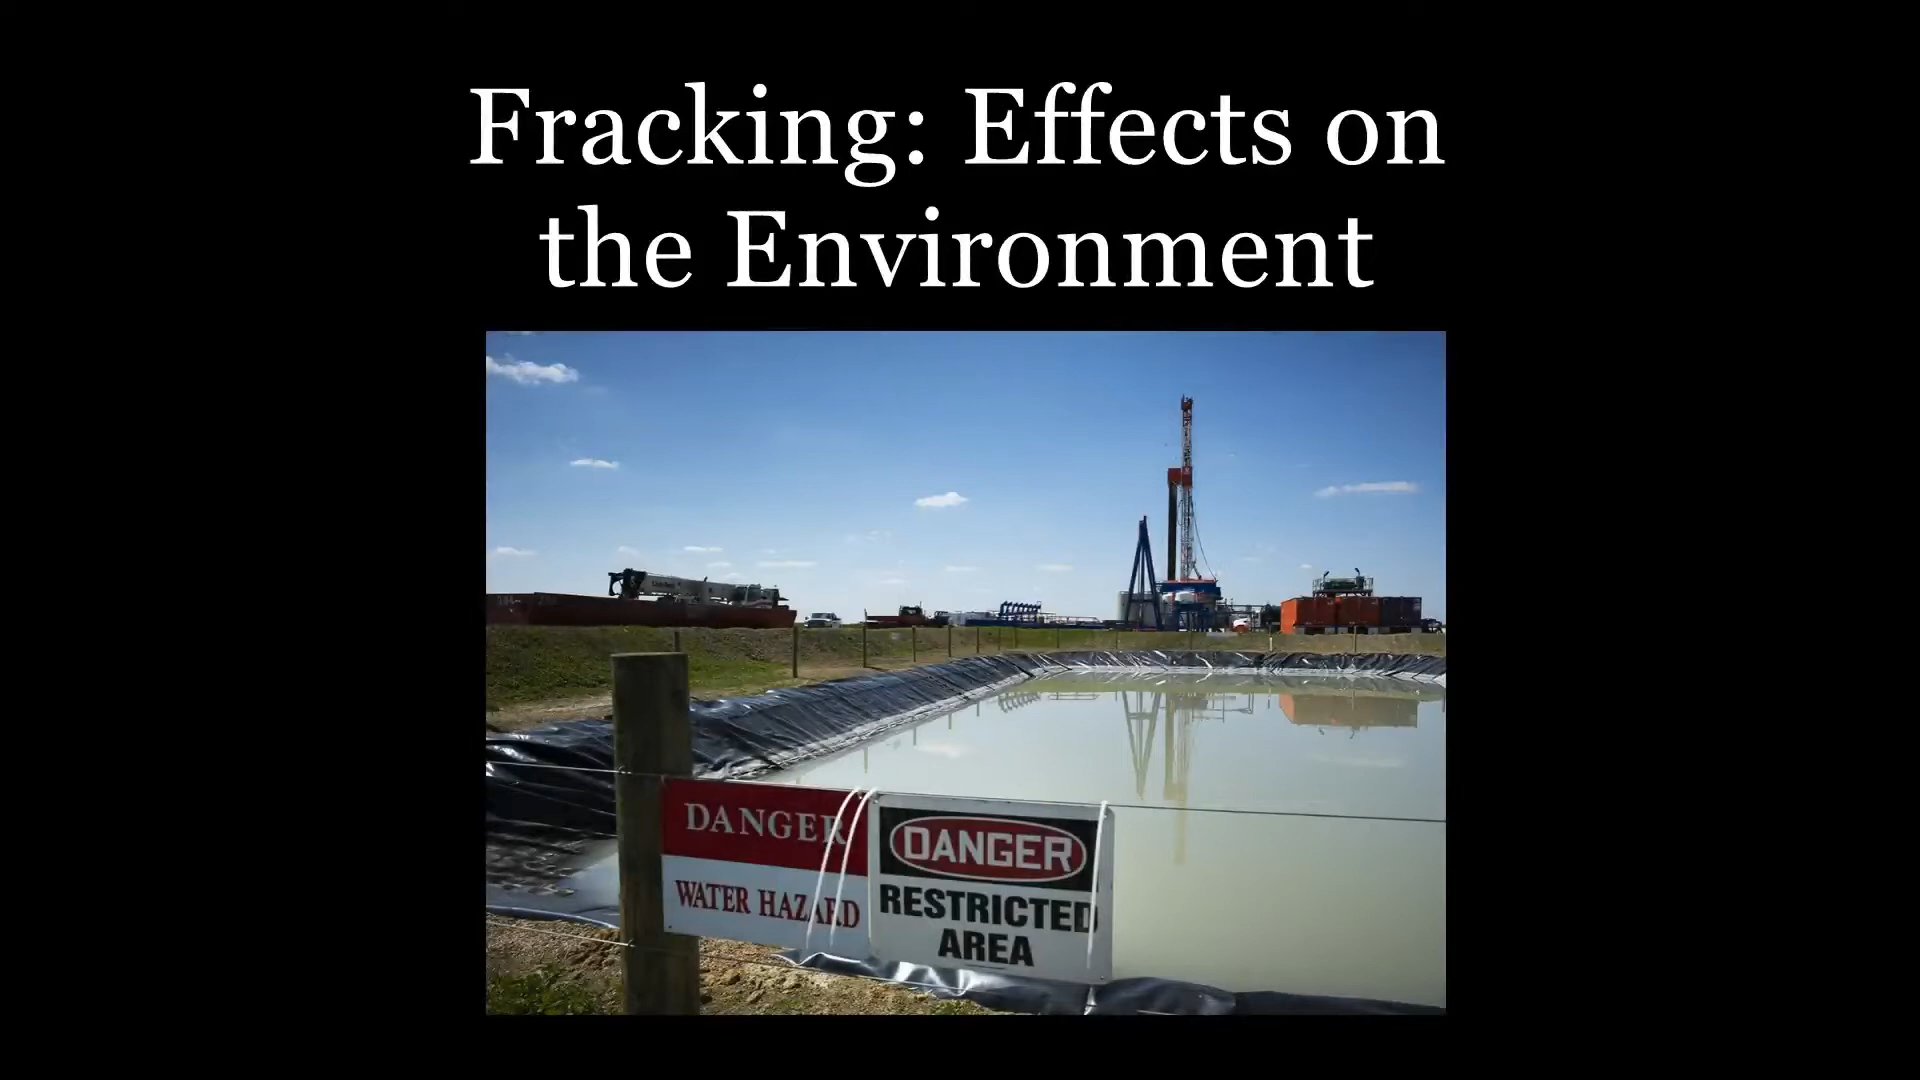 Fracking: Effects on
the Environment
DANGER
WATER HAZARD
DANGER
RESTRICTED
AREA